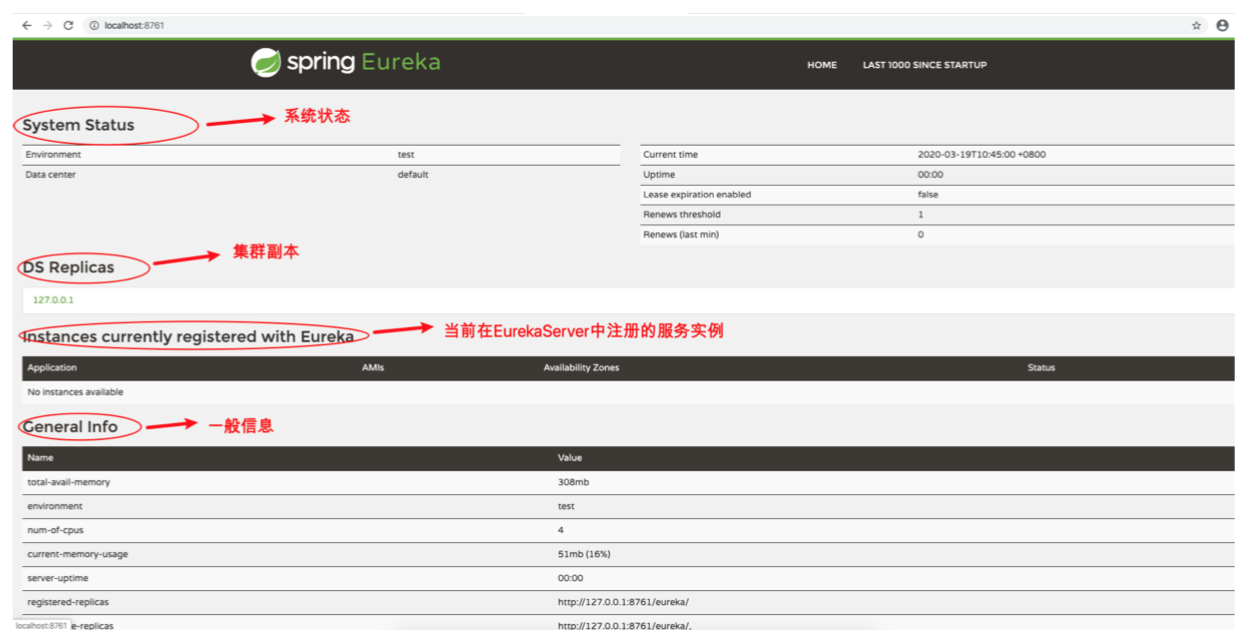 localhost:8761
spring Eureka
HOME LAST 1000 SINCE STARTUP
System Status 系统状态
Environment test
Data center default
Current time 2020-03-19T10:45:00 +0800
Uptime 00:00
Lease expiration enabled false
Renews threshold 1
Renews (last min) 0
DS Replicas 集群副本
127.0.0.1
Instances currently registered with Eureka 当前在EurekaServer中注册的服务实例
Application AMIs Availability Zones Status
No instances available
General Info 一般信息
Name Value
total-avail-memory 308mb
environment test
num-of-cpus 4
current-memory-usage 51mb (16%)
server-uptime 00:00
registered-replicas http://127.0.0.1:8761/eureka/
localhost:8761 e-replicas http://127.0.0.1:8761/eureka/,